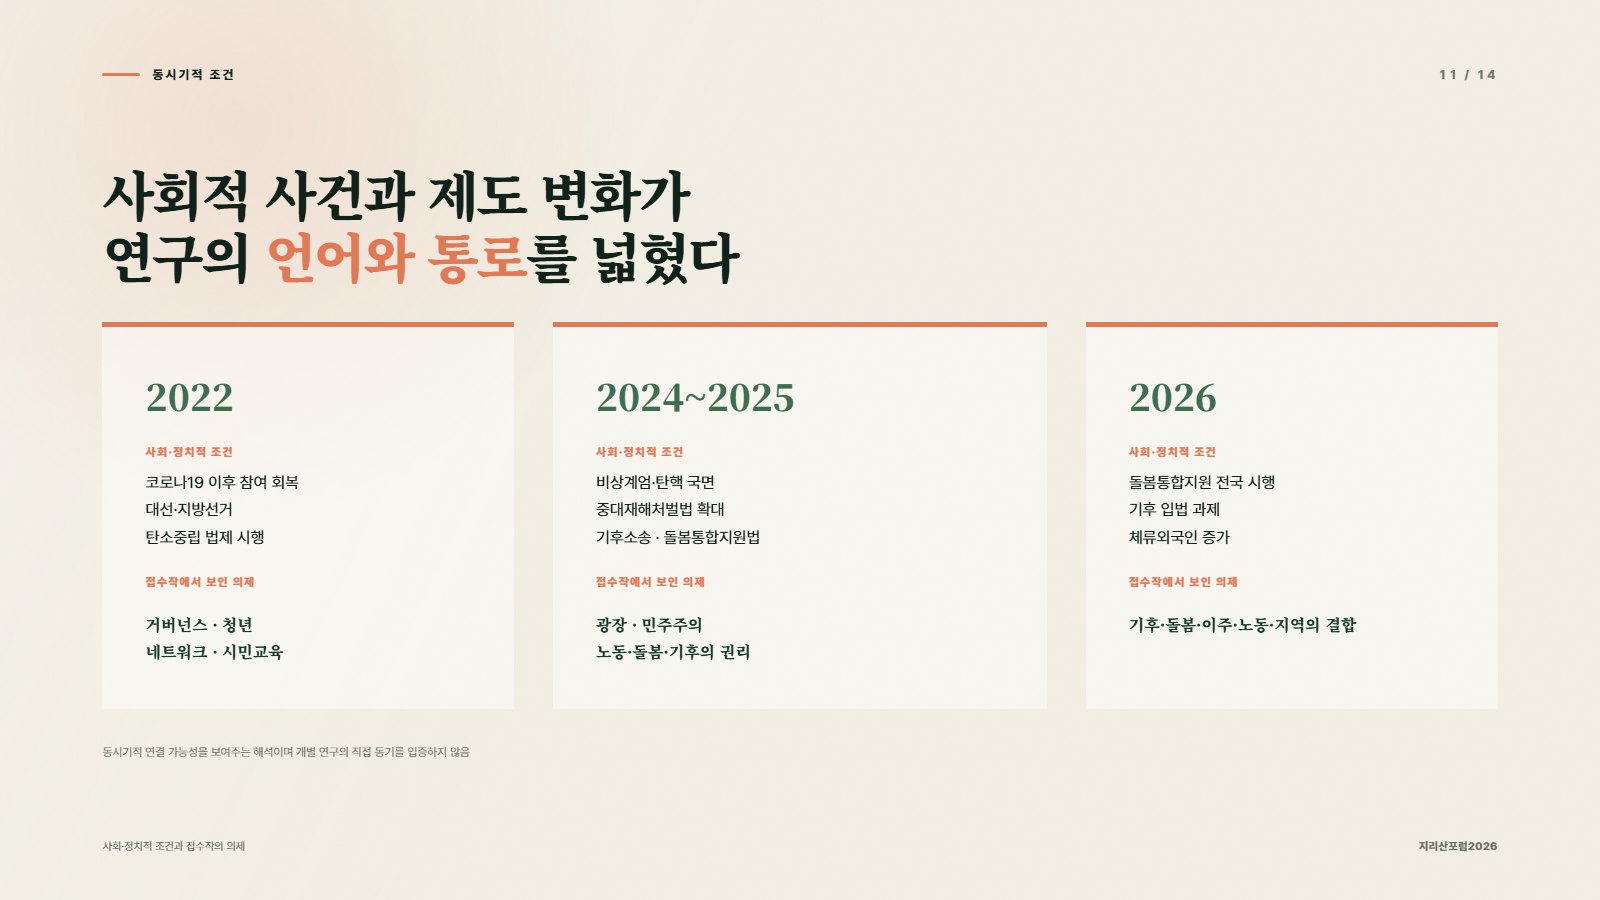 동시기적 조건
11 / 14
사회적 사건과 제도 변화가
연구의 언어와 통로를 넓혔다
2022
사회·정치적 조건
코로나19 이후 참여 회복
대선·지방선거
탄소중립 법제 시행
접수작에서 보인 의제
거버넌스 · 청년
네트워크 · 시민교육
2024~2025
사회·정치적 조건
비상계엄·탄핵 국면
중대재해처벌법 확대
기후소송 · 돌봄통합지원법
접수작에서 보인 의제
광장 · 민주주의
노동·돌봄·기후의 권리
2026
사회·정치적 조건
돌봄통합지원 전국 시행
기후 입법 과제
체류외국인 증가
접수작에서 보인 의제
기후·돌봄·이주·노동·지역의 결합
동시기적 연결 가능성을 보여주는 해석이며 개별 연구의 직접 동기를 입증하지 않음
사회·정치적 조건과 접수작의 의제
지리산포럼2026